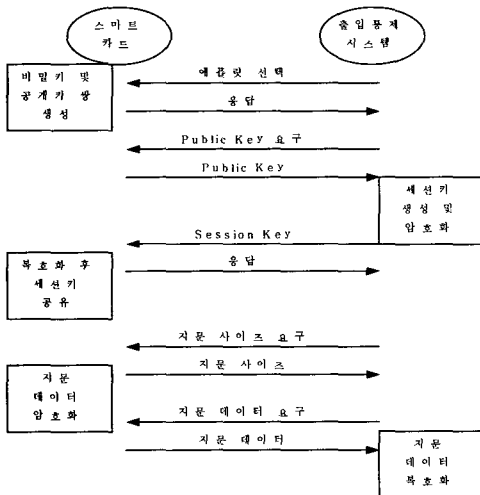 스마트
카드
출입통제
시스템
비밀키 및
공개키 쌍
생성
애플릿 선택
응답
Public Key 요구
Public Key
세션키
생성 및
암호화
Session Key
복호화 후
세션키
공유
응답
지문 사이즈 요구
지문 사이즈
지문
데이터
암호화
지문 데이터 요구
지문 데이터
지문
데이터
복호화